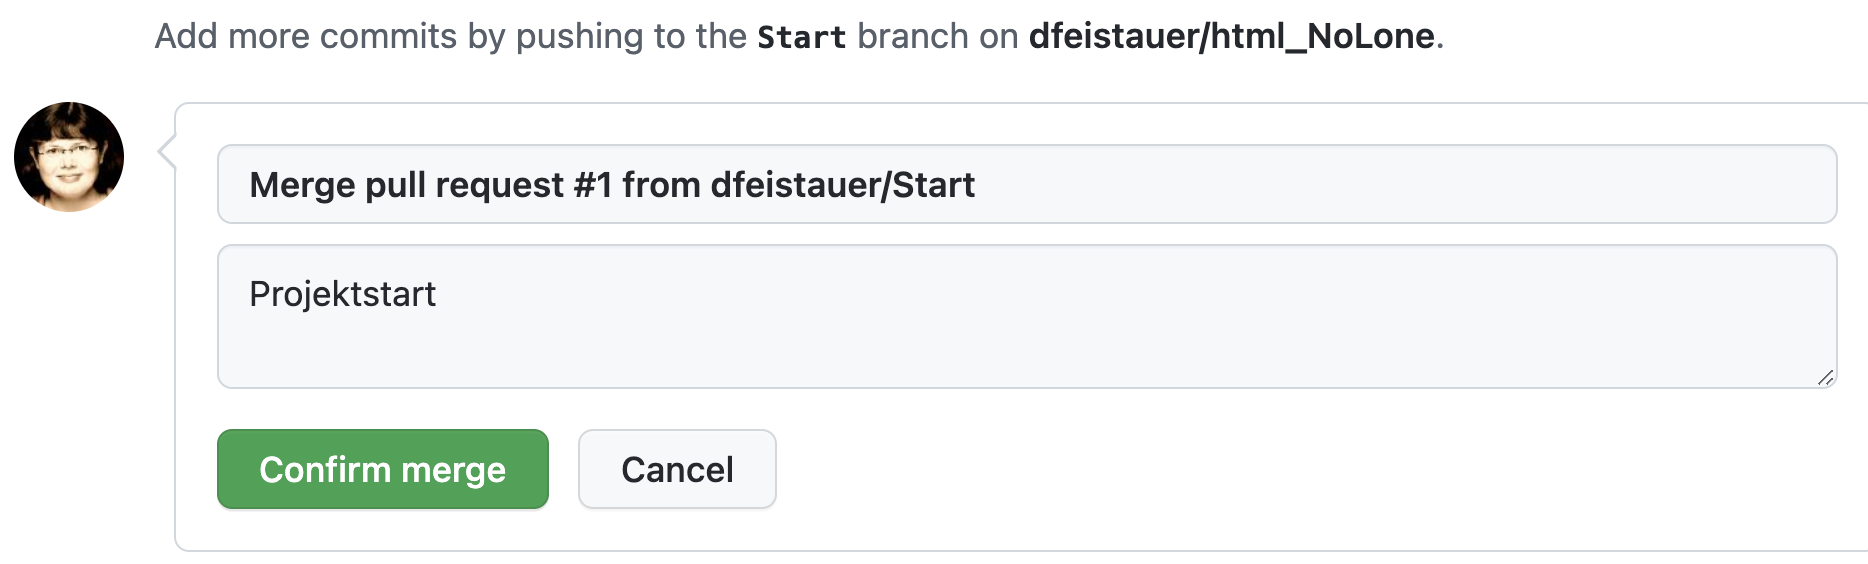 Add more commits by pushing to the Start branch on dfeistauer/html_NoLone.
Merge pull request #1 from dfeistauer/Start
Projektstart
Confirm merge
Cancel